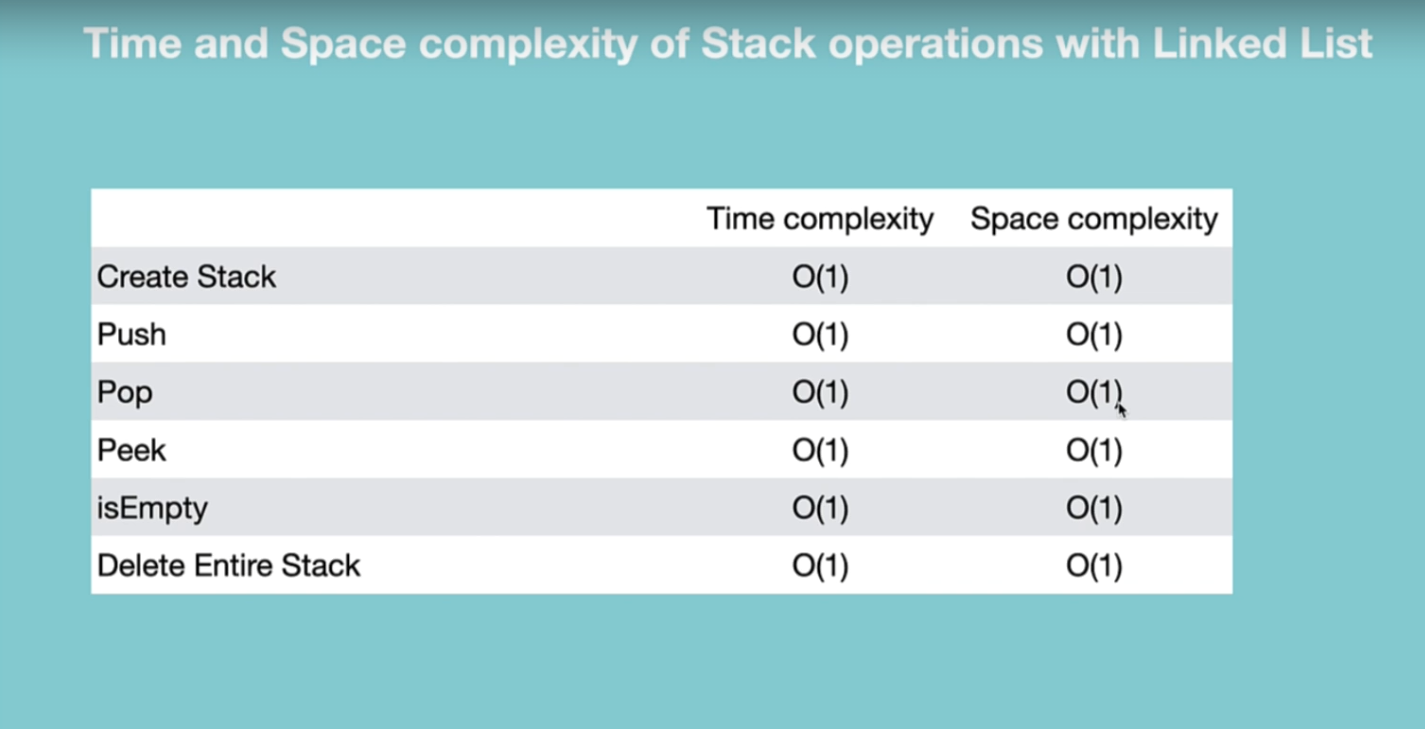 Time and Space complexity of Stack operations with Linked List
Time complexity Space complexity
Create Stack O(1) O(1)
Push O(1) O(1)
Pop O(1) O(1)
Peek O(1) O(1)
isEmpty O(1) O(1)
Delete Entire Stack O(1) O(1)